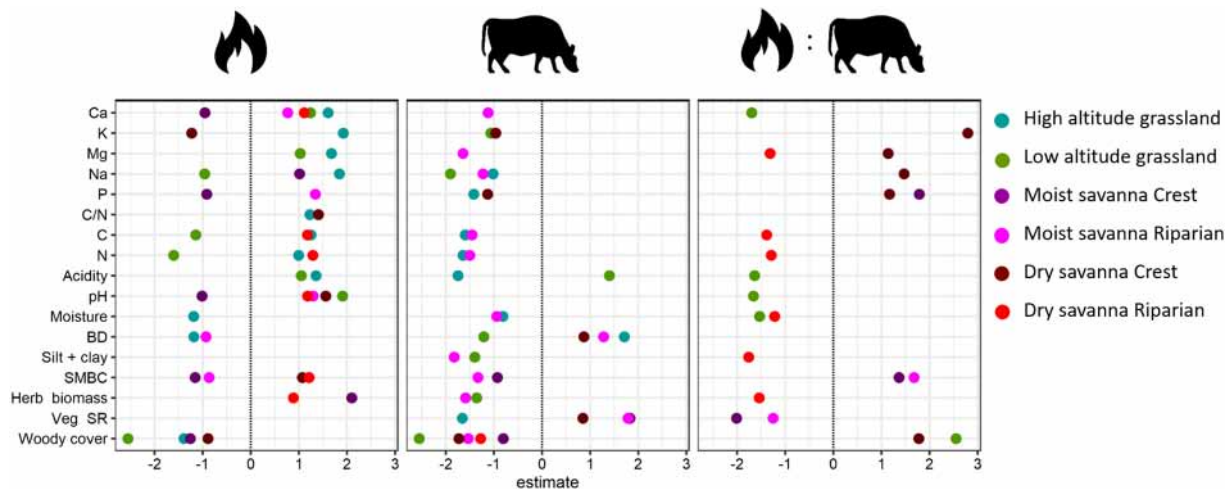 :
Ca
K
Mg
Na
P
C/N
C
N
Acidity
pH
Moisture
BD
Silt + clay
SMBC
Herb biomass
Veg SR
Woody cover
-2 -1 0 1 2 3 -2 -1 0 1 2 3 -2 -1 0 1 2 3
estimate
High altitude grassland
Low altitude grassland
Moist savanna Crest
Moist savanna Riparian
Dry savanna Crest
Dry savanna Riparian